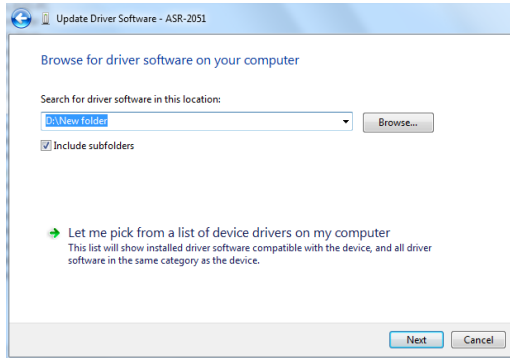 Update Driver Software - ASR-2051
Browse for driver software on your computer
Search for driver software in this location:
D:\New folder
Browse...
Include subfolders
Let me pick from a list of device drivers on my computer
This list will show installed driver software compatible with the device, and all driver
software in the same category as the device.
Next
Cancel